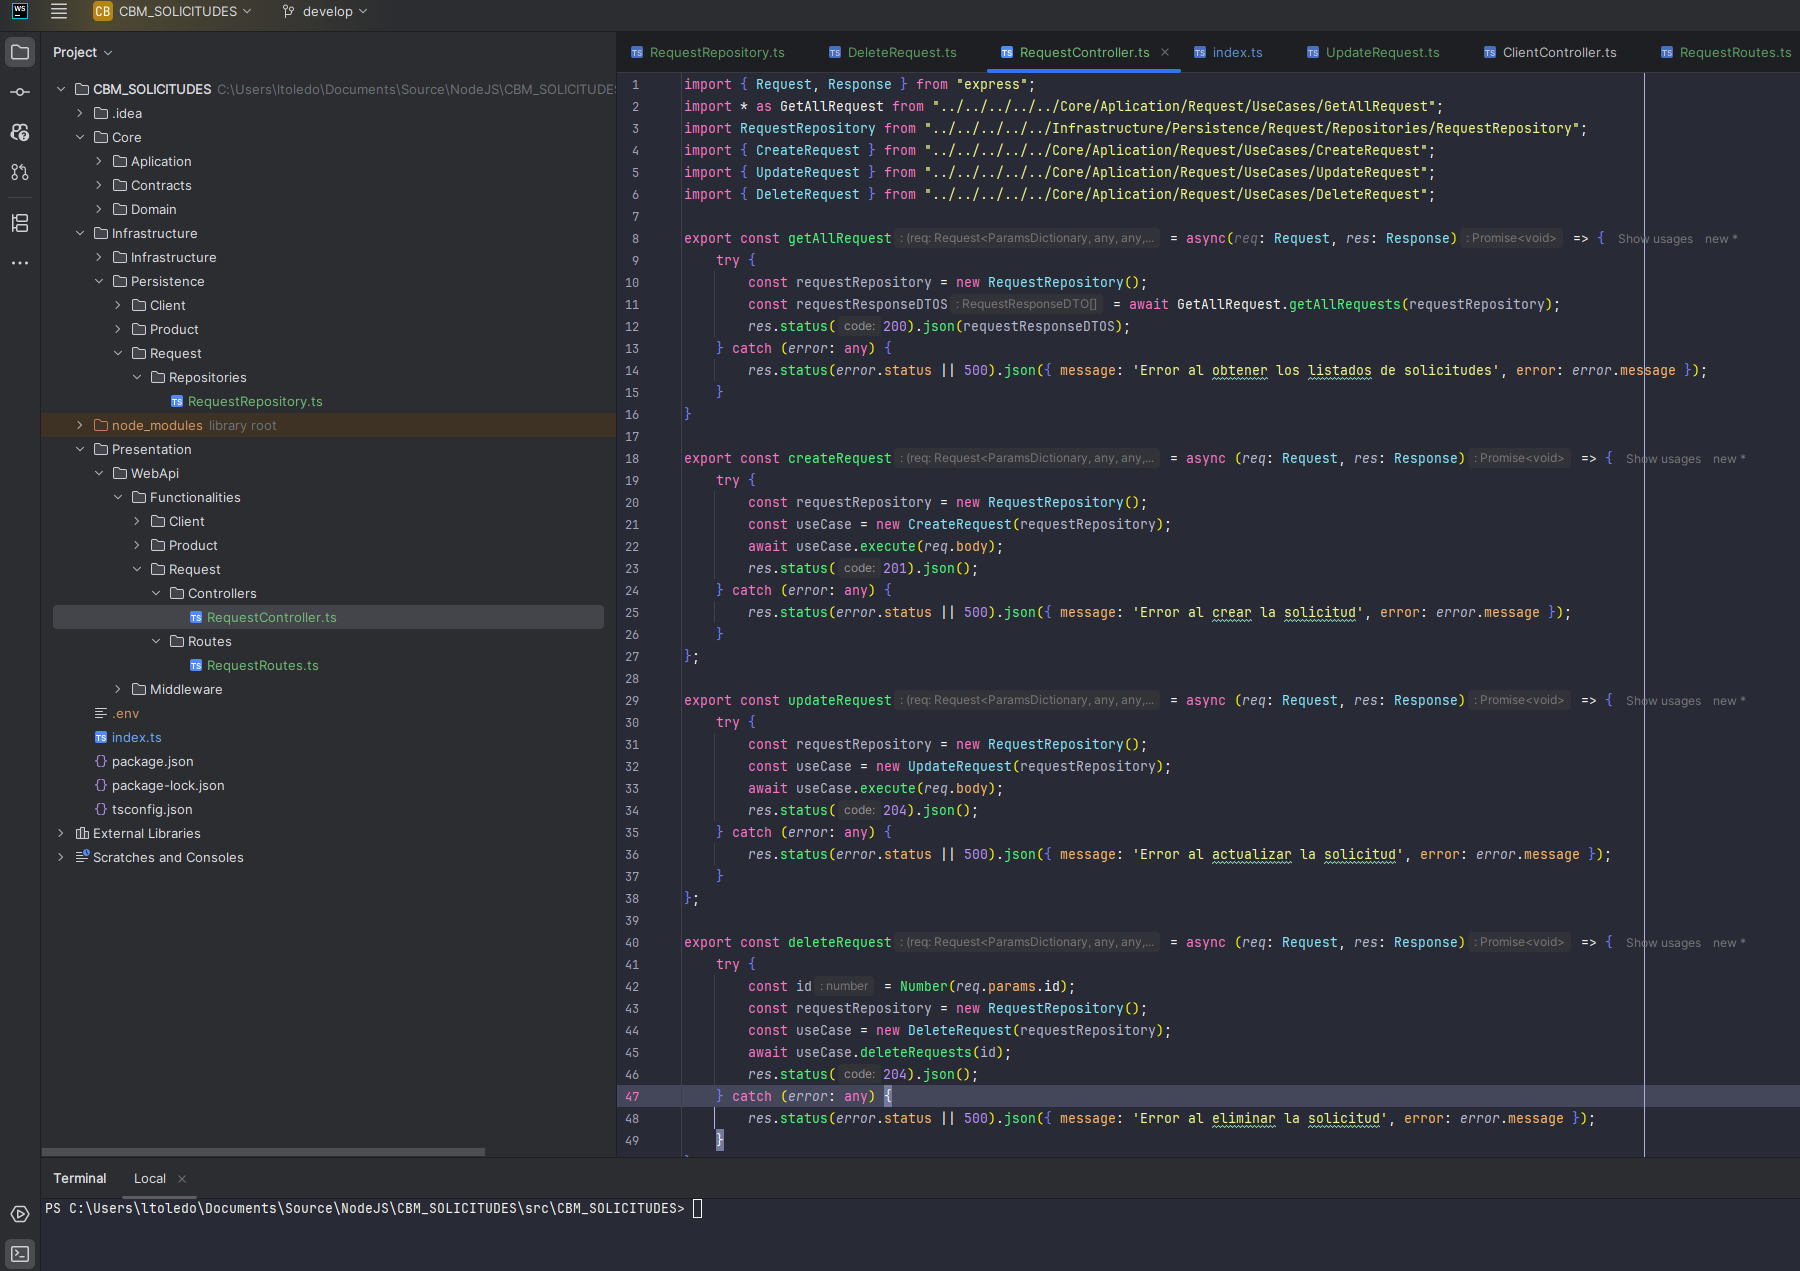 WS CB CBM_SOLICITUDES develop
Project
RequestRepository.ts DeleteRequest.ts RequestController.ts index.ts UpdateRequest.ts ClientController.ts RequestRoutes.ts
CBM_SOLICITUDES C:\Users\ltoledo\Documents\Source\NodeJS\CBM_SOLICITUDES
.idea
Core
Aplication
Contracts
Domain
Infrastructure
Infrastructure
Persistence
Client
Product
Request
Repositories
RequestRepository.ts
node_modules library root
Presentation
WebApi
Functionalities
Client
Product
Request
Controllers
RequestController.ts
Routes
RequestRoutes.ts
Middleware
.env
index.ts
package.json
package-lock.json
tsconfig.json
External Libraries
Scratches and Consoles
1 import { Request, Response } from "express";
2 import * as GetAllRequest from "../../../../../Core/Aplication/Request/UseCases/GetAllRequest";
3 import RequestRepository from "../../../../../Infrastructure/Persistence/Request/Repositories/RequestRepository";
4 import { CreateRequest } from "../../../../../Core/Aplication/Request/UseCases/CreateRequest";
5 import { UpdateRequest } from "../../../../../Core/Aplication/Request/UseCases/UpdateRequest";
6 import { DeleteRequest } from "../../../../../Core/Aplication/Request/UseCases/DeleteRequest";
7
8 export const getAllRequest : (req: Request<ParamsDictionary, any, any,... = async(req: Request, res: Response) : Promise<void> => { Show usages new *
9 try {
10 const requestRepository = new RequestRepository();
11 const requestResponseDTOS : RequestResponseDTO[] = await GetAllRequest.getAllRequests(requestRepository);
12 res.status( code: 200).json(requestResponseDTOS);
13 } catch (error: any) {
14 res.status(error.status || 500).json({ message: 'Error al obtener los listados de solicitudes', error: error.message });
15 }
16 }
17
18 export const createRequest : (req: Request<ParamsDictionary, any, any,... = async (req: Request, res: Response) : Promise<void> => { Show usages new *
19 try {
20 const requestRepository = new RequestRepository();
21 const useCase = new CreateRequest(requestRepository);
22 await useCase.execute(req.body);
23 res.status( code: 201).json();
24 } catch (error: any) {
25 res.status(error.status || 500).json({ message: 'Error al crear la solicitud', error: error.message });
26 }
27 };
28
29 export const updateRequest : (req: Request<ParamsDictionary, any, any,... = async (req: Request, res: Response) : Promise<void> => { Show usages new *
30 try {
31 const requestRepository = new RequestRepository();
32 const useCase = new UpdateRequest(requestRepository);
33 await useCase.execute(req.body);
34 res.status( code: 204).json();
35 } catch (error: any) {
36 res.status(error.status || 500).json({ message: 'Error al actualizar la solicitud', error: error.message });
37 }
38 };
39
40 export const deleteRequest : (req: Request<ParamsDictionary, any, any,... = async (req: Request, res: Response) : Promise<void> => { Show usages new *
41 try {
42 const id : number = Number(req.params.id);
43 const requestRepository = new RequestRepository();
44 const useCase = new DeleteRequest(requestRepository);
45 await useCase.deleteRequests(id);
46 res.status( code: 204).json();
47 } catch (error: any) {
48 res.status(error.status || 500).json({ message: 'Error al eliminar la solicitud', error: error.message });
49 }
Terminal Local
PS C:\Users\ltoledo\Documents\Source\NodeJS\CBM_SOLICITUDES\src\CBM_SOLICITUDES>